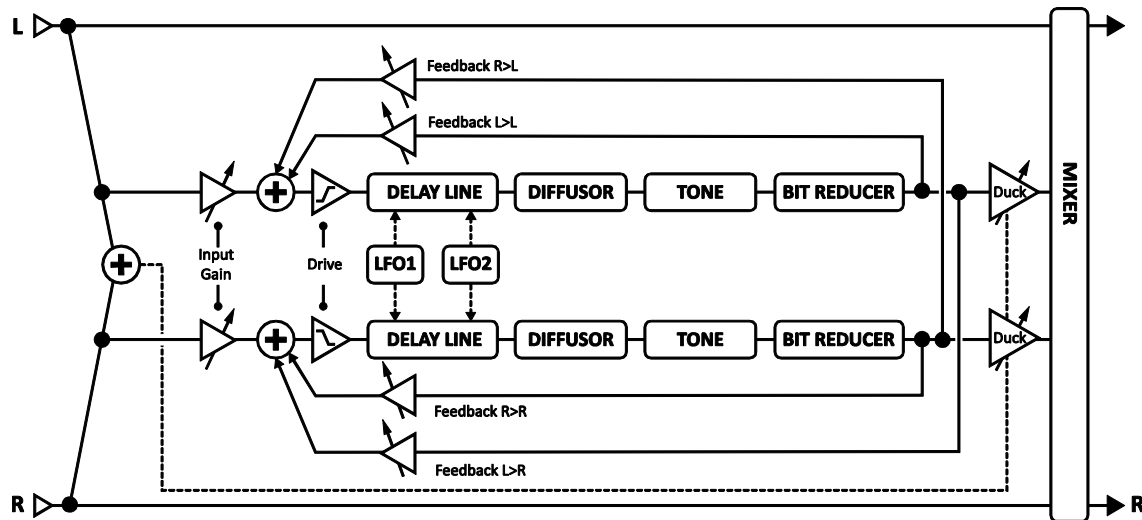 L
Feedback R>L
Feedback L>L
DELAY LINE
DIFFUSOR
TONE
BIT REDUCER
Duck
MIXER
Input
Gain
Drive
LFO1
LFO2
DELAY LINE
DIFFUSOR
TONE
BIT REDUCER
Duck
Feedback R>R
Feedback L>R
R
R